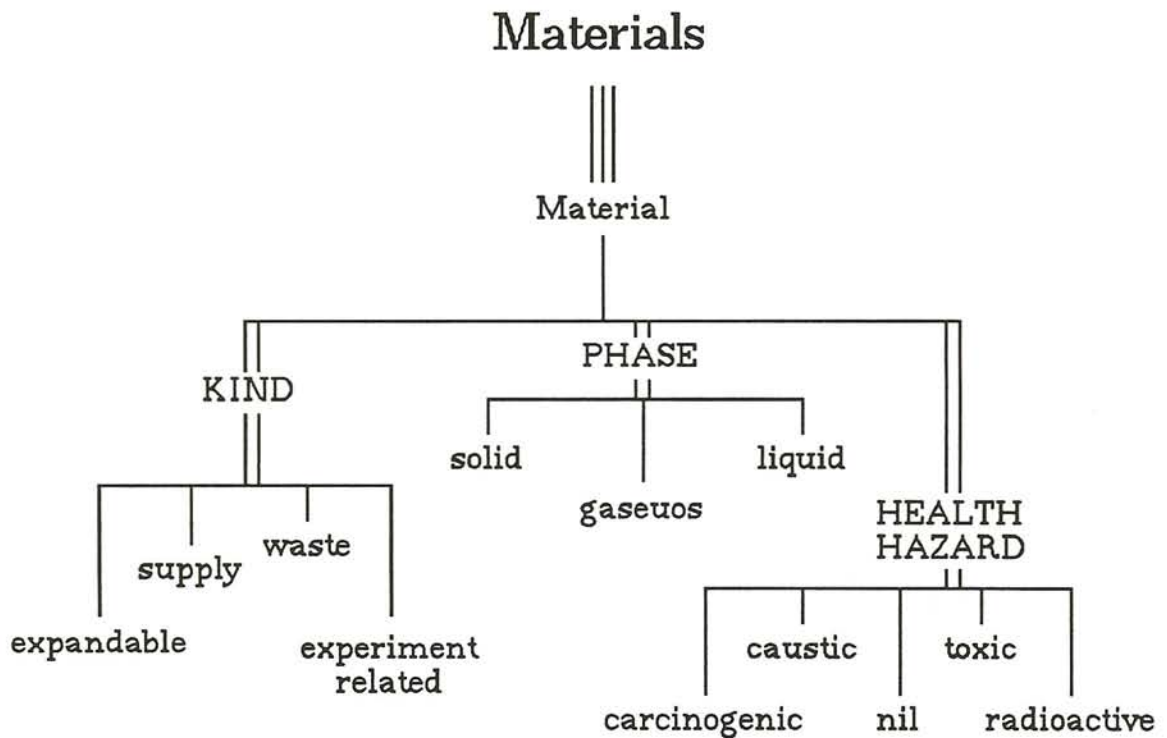 Materials
Material
PHASE
KIND
solid
liquid
gaseuos
HEALTH
HAZARD
waste
supply
expandable
experiment
related
caustic
toxic
carcinogenic
nil
radioactive